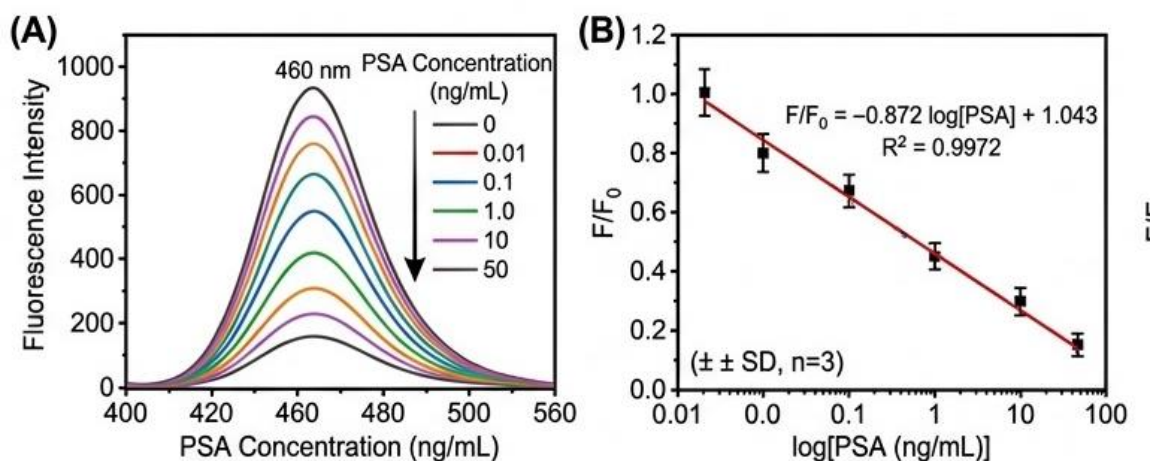 (A)
Fluorescence Intensity
1000
800
600
400
200
0
460 nm
PSA Concentration
(ng/mL)
0
0.01
0.1
1.0
10
50
400 420 460 480 500 560
PSA Concentration (ng/mL)
(B)
F/F₀
1.2
1.0
0.8
0.6
0.4
0.2
0.0
F/F₀ = −0.872 log[PSA] + 1.043
R² = 0.9972
(± ± SD, n=3)
0.01 0.0 0.1 1 10 100
log[PSA (ng/mL)]